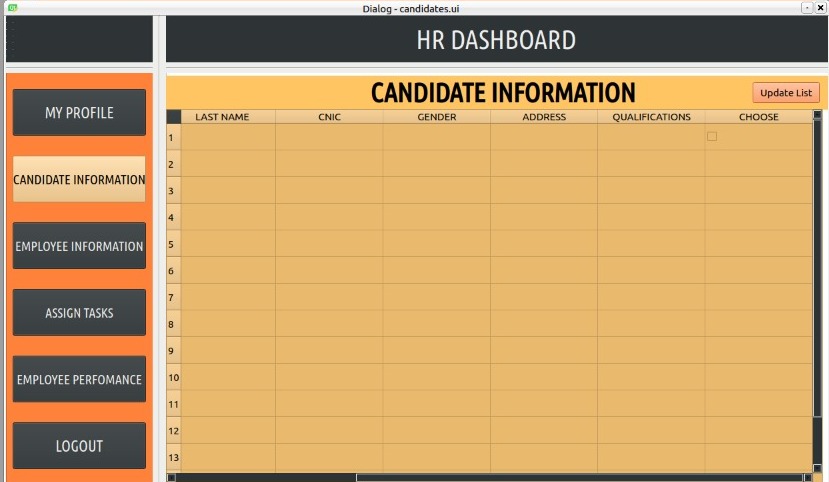 Dialog - candidates.ui
HR DASHBOARD
MY PROFILE
CANDIDATE INFORMATION
EMPLOYEE INFORMATION
ASSIGN TASKS
EMPLOYEE PERFOMANCE
LOGOUT
CANDIDATE INFORMATION
Update List
LAST NAME CNIC GENDER ADDRESS QUALIFICATIONS CHOOSE
1
2
3
4
5
6
7
8
9
10
11
12
13